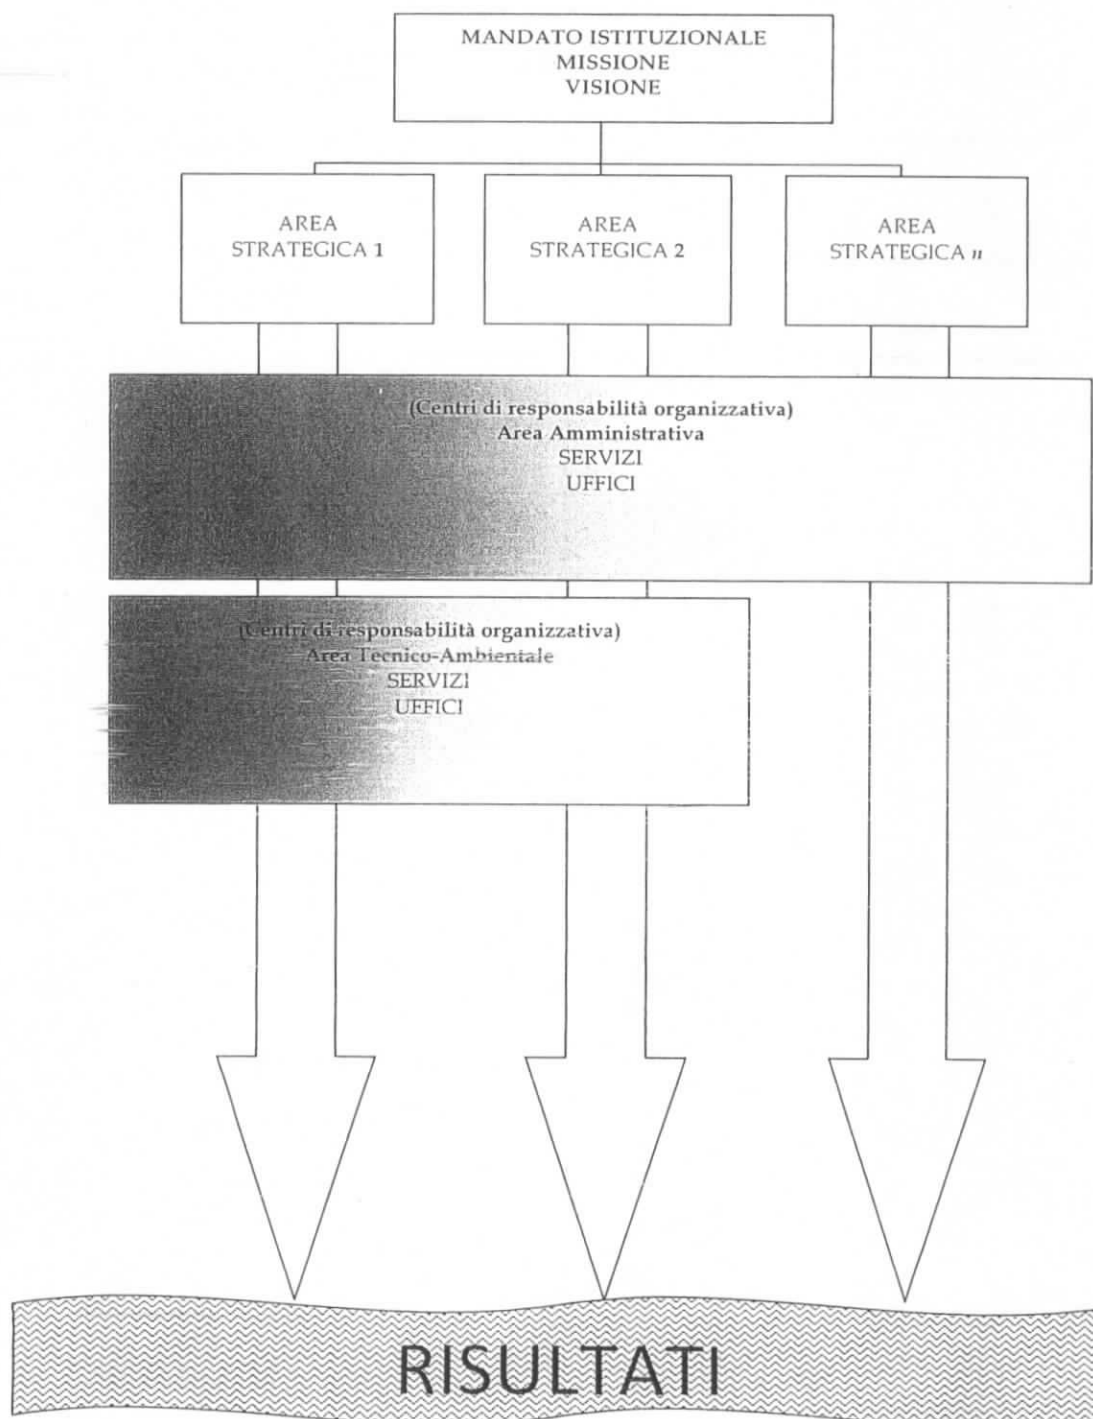 MANDATO ISTITUZIONALE
MISSIONE
VISIONE
AREA
STRATEGICA 1
AREA
STRATEGICA 2
AREA
STRATEGICA n
(Centri di responsabilità organizzativa)
Area Amministrativa
SERVIZI
UFFICI
(Centri di responsabilità organizzativa)
Area Tecnico-Ambientale
SERVIZI
UFFICI
RISULTATI